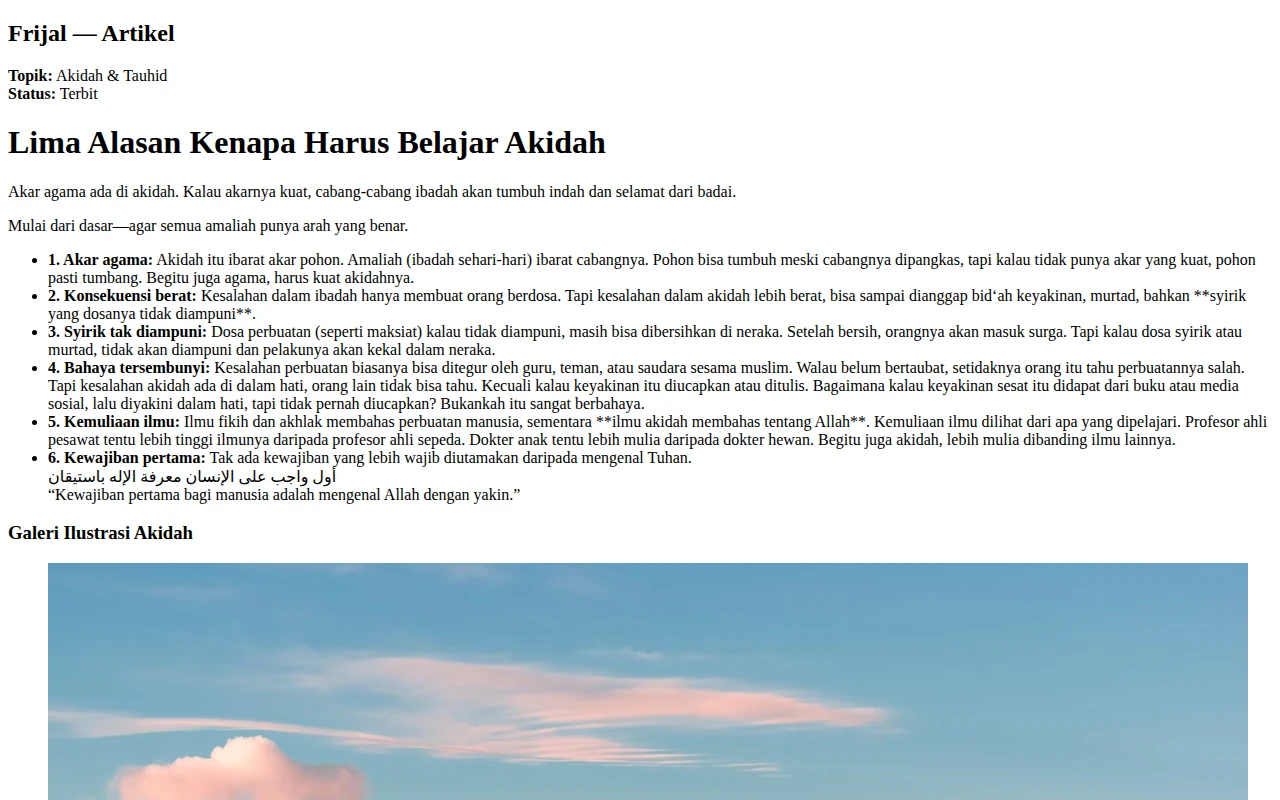 Frijal — Artikel
Topik: Akidah & Tauhid
Status: Terbit
Lima Alasan Kenapa Harus Belajar Akidah
Akar agama ada di akidah. Kalau akarnya kuat, cabang-cabang ibadah akan tumbuh indah dan selamat dari badai.
Mulai dari dasar—agar semua amaliah punya arah yang benar.
• 1. Akar agama: Akidah itu ibarat akar pohon. Amaliah (ibadah sehari-hari) ibarat cabangnya. Pohon bisa tumbuh meski cabangnya dipangkas, tapi kalau tidak punya akar yang kuat, pohon
pasti tumbang. Begitu juga agama, harus kuat akidahnya.
• 2. Konsekuensi berat: Kesalahan dalam ibadah hanya membuat orang berdosa. Tapi kesalahan dalam akidah lebih berat, bisa sampai dianggap bid‘ah keyakinan, murtad, bahkan **syirik
yang dosanya tidak diampuni**.
• 3. Syirik tak diampuni: Dosa perbuatan (seperti maksiat) kalau tidak diampuni, masih bisa dibersihkan di neraka. Setelah bersih, orangnya akan masuk surga. Tapi kalau dosa syirik atau
murtad, tidak akan diampuni dan pelakunya akan kekal dalam neraka.
• 4. Bahaya tersembunyi: Kesalahan perbuatan biasanya bisa ditegur oleh guru, teman, atau saudara sesama muslim. Walau belum bertaubat, setidaknya orang itu tahu perbuatannya salah.
Tapi kesalahan akidah ada di dalam hati, orang lain tidak bisa tahu. Kecuali kalau keyakinan itu diucapkan atau ditulis. Bagaimana kalau keyakinan sesat itu didapat dari buku atau media
sosial, lalu diyakini dalam hati, tapi tidak pernah diucapkan? Bukankah itu sangat berbahaya.
• 5. Kemuliaan ilmu: Ilmu fikih dan akhlak membahas perbuatan manusia, sementara **ilmu akidah membahas tentang Allah**. Kemuliaan ilmu dilihat dari apa yang dipelajari. Profesor ahli
pesawat tentu lebih tinggi ilmunya daripada profesor ahli sepeda. Dokter anak tentu lebih mulia daripada dokter hewan. Begitu juga akidah, lebih mulia dibanding ilmu lainnya.
• 6. Kewajiban pertama: Tak ada kewajiban yang lebih wajib diutamakan daripada mengenal Tuhan.
أول واجب على الإنسان معرفة الإله باستيقان
“Kewajiban pertama bagi manusia adalah mengenal Allah dengan yakin.”
Galeri Ilustrasi Akidah